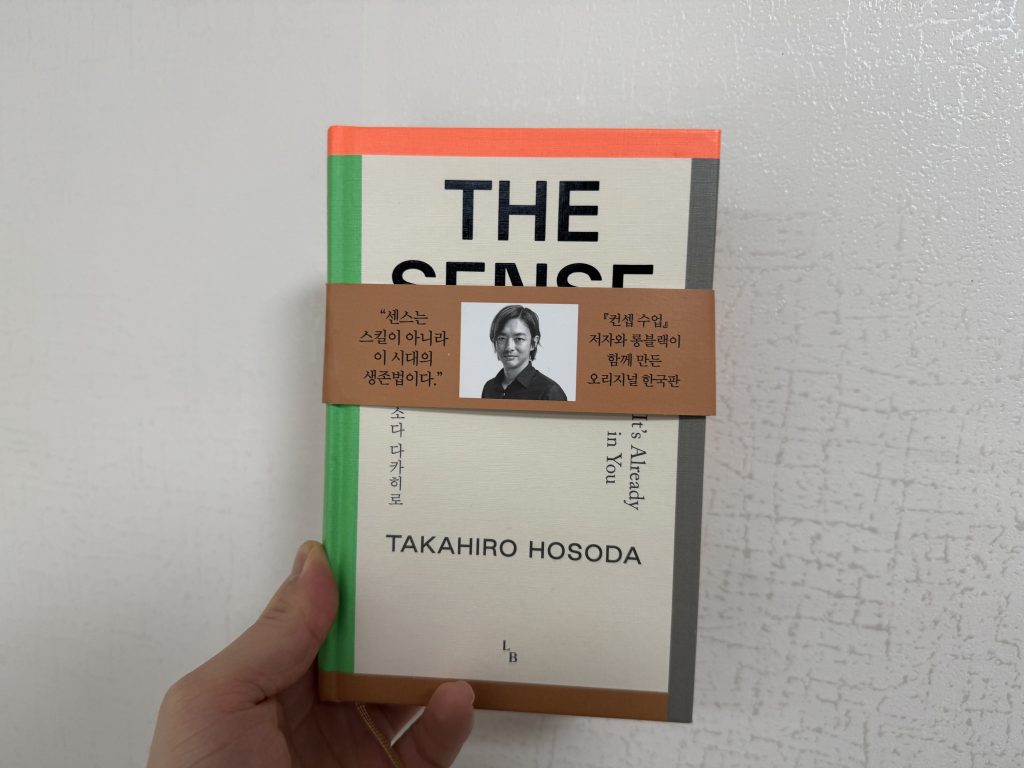 THE
SENSE
“센스는
스킬이 아니라
이 시대의
생존법이다.”
『컨셉 수업』
저자와 롱블랙이
함께 만든
오리지널 한국판
소다 다카히로
It's Already
in You
TAKAHIRO HOSODA
L
B